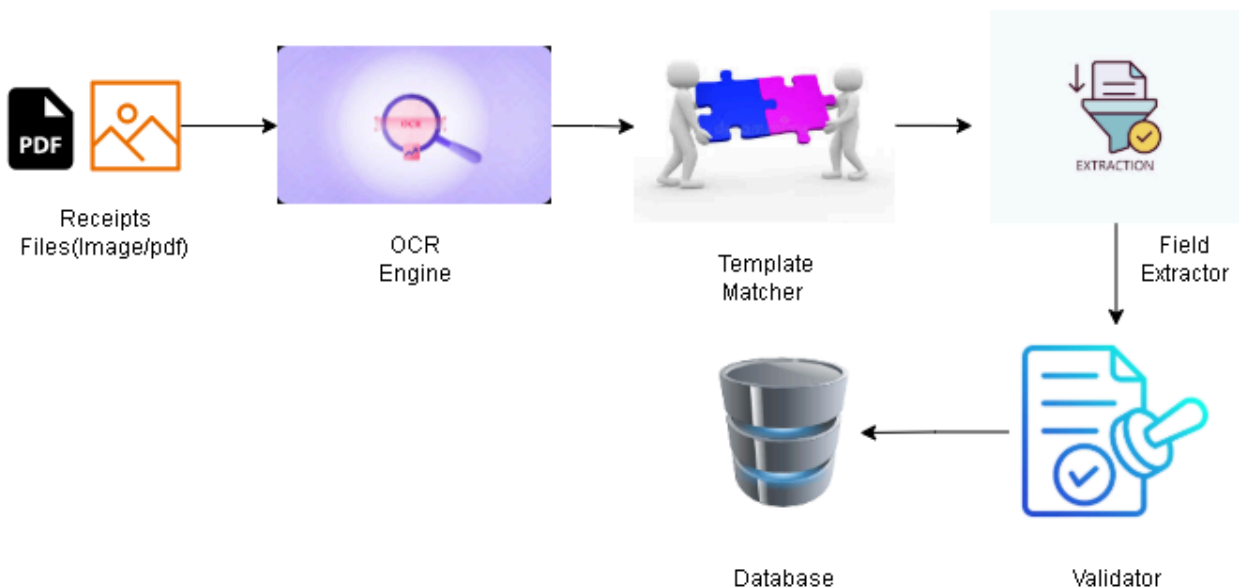 PDF
Receipts
Files(Image/pdf)
OCR
OCR
Engine
Template
Matcher
EXTRACTION
Field
Extractor
Database
Validator